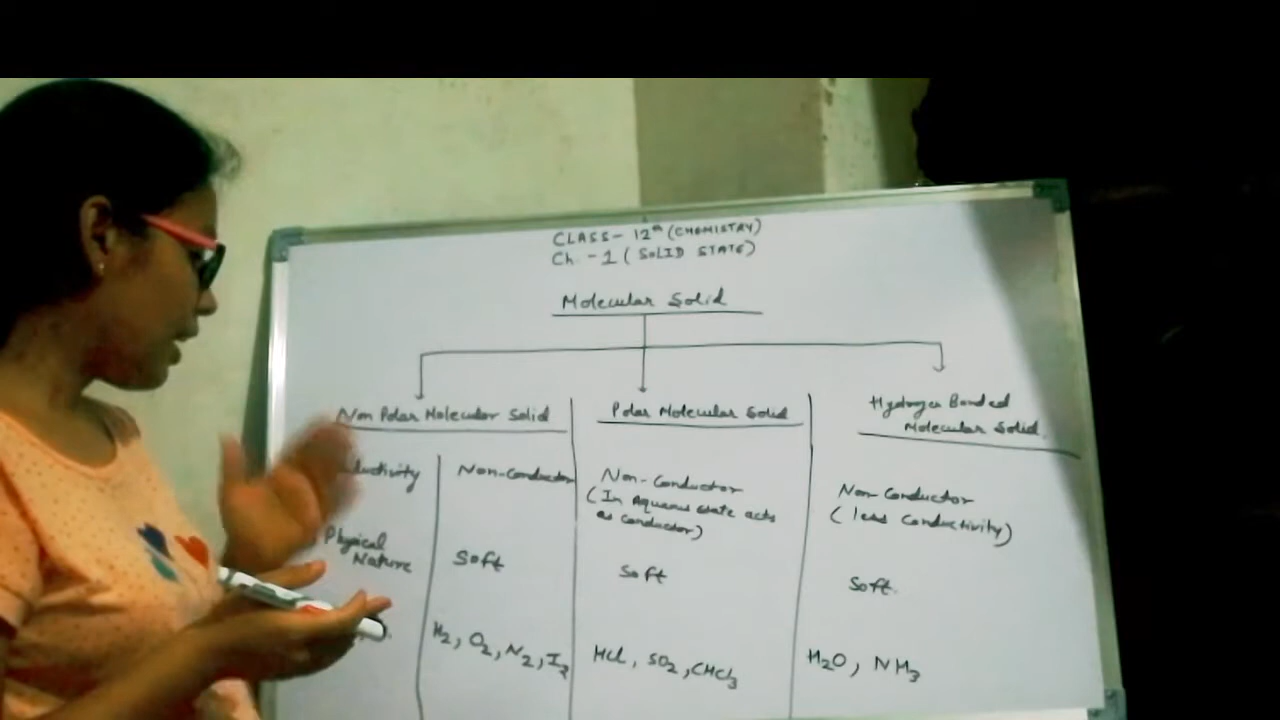 CLASS-12th (CHEMISTRY)
Ch.-1 (SOLID STATE)
Molecular Solid
Non Polar Molecular Solid
Polar Molecular Solid
Hydrogen Bonded
Molecular Solid.
Non-Conductor
Non-Conductor
(In Aqueous state acts
as conductor)
Non Conductor
(less Conductivity)
Physical
Nature
Soft
Soft
Soft.
H2, O2, N2, I2
HCl, SO2, CHCl3
H2O, NH3